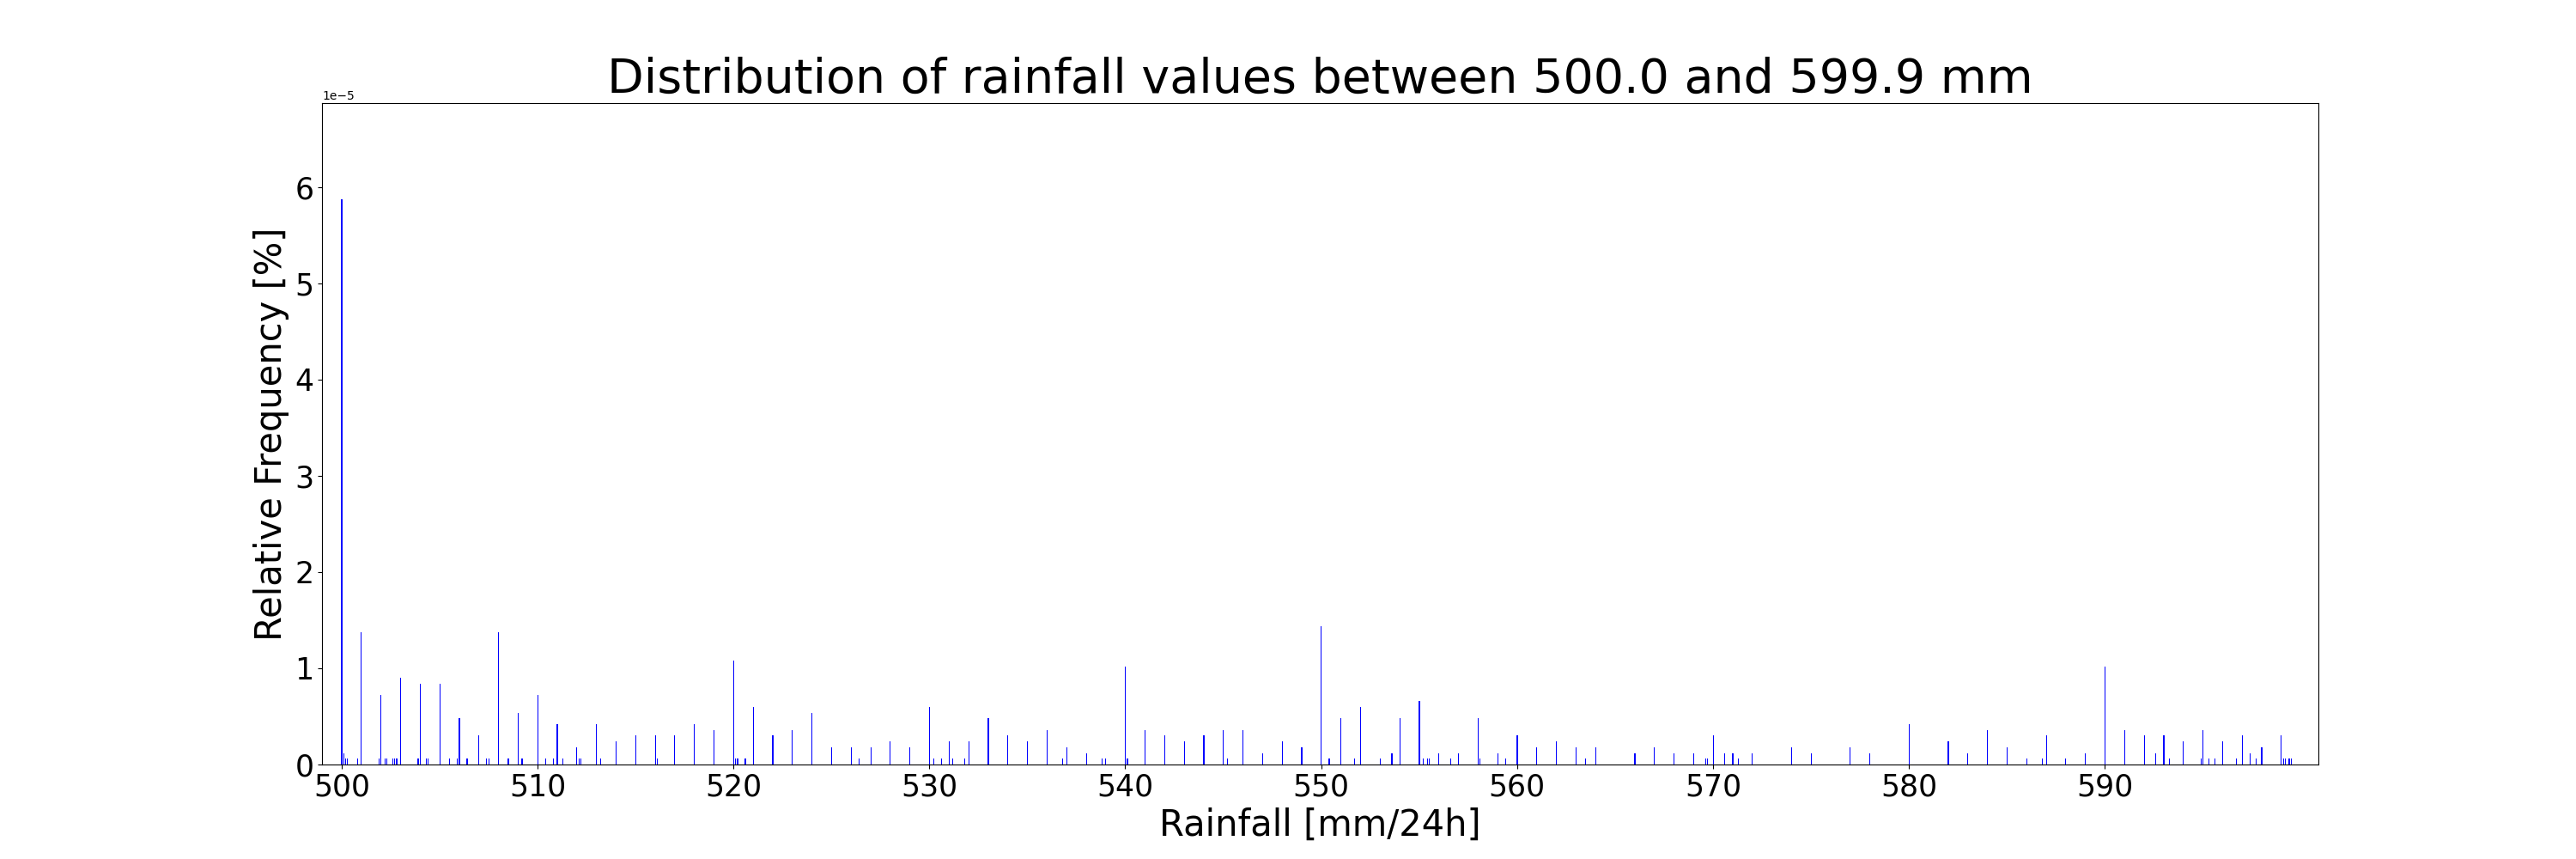 Distribution of rainfall values between 500.0 and 599.9 mm
1e−5
6
5
4
3
2
1
0
Relative Frequency [%]
500 510 520 530 540 550 560 570 580 590
Rainfall [mm/24h]